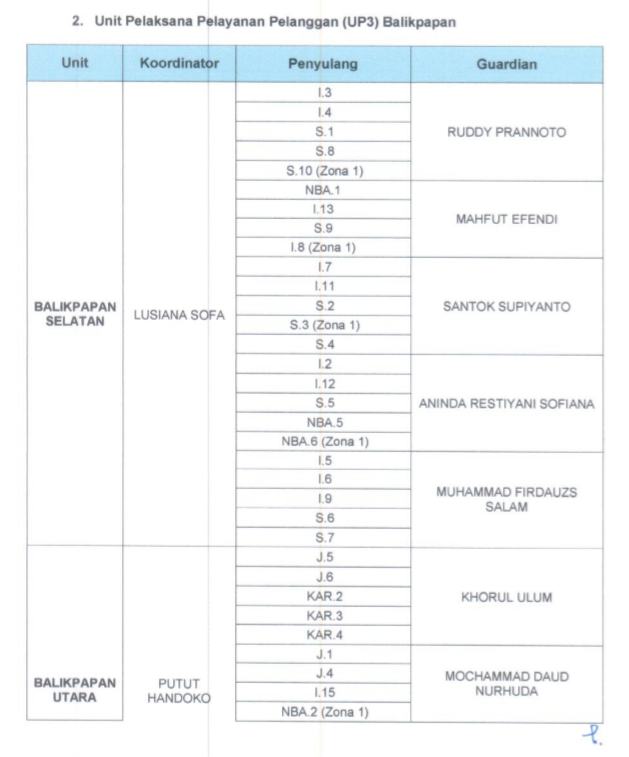 2. Unit Pelaksana Pelayanan Pelanggan (UP3) Balikpapan
Unit Koordinator Penyulang Guardian
I.3
I.4
S.1
S.8
S.10 (Zona 1)
RUDDY PRANNOTO
NBA.1
I.13
S.9
I.8 (Zona 1)
MAHFUT EFENDI
BALIKPAPAN
SELATAN
LUSIANA SOFA
I.7
I.11
S.2
S.3 (Zona 1)
S.4
SANTOK SUPIYANTO
I.2
I.12
S.5
NBA.5
NBA.6 (Zona 1)
ANINDA RESTIYANI SOFIANA
I.5
I.6
I.9
S.6
S.7
MUHAMMAD FIRDAUZS
SALAM
J.5
J.6
KAR.2
KAR.3
KAR.4
KHORUL ULUM
BALIKPAPAN
UTARA
PUTUT
HANDOKO
J.1
J.4
I.15
NBA.2 (Zona 1)
MOCHAMMAD DAUD
NURHUDA